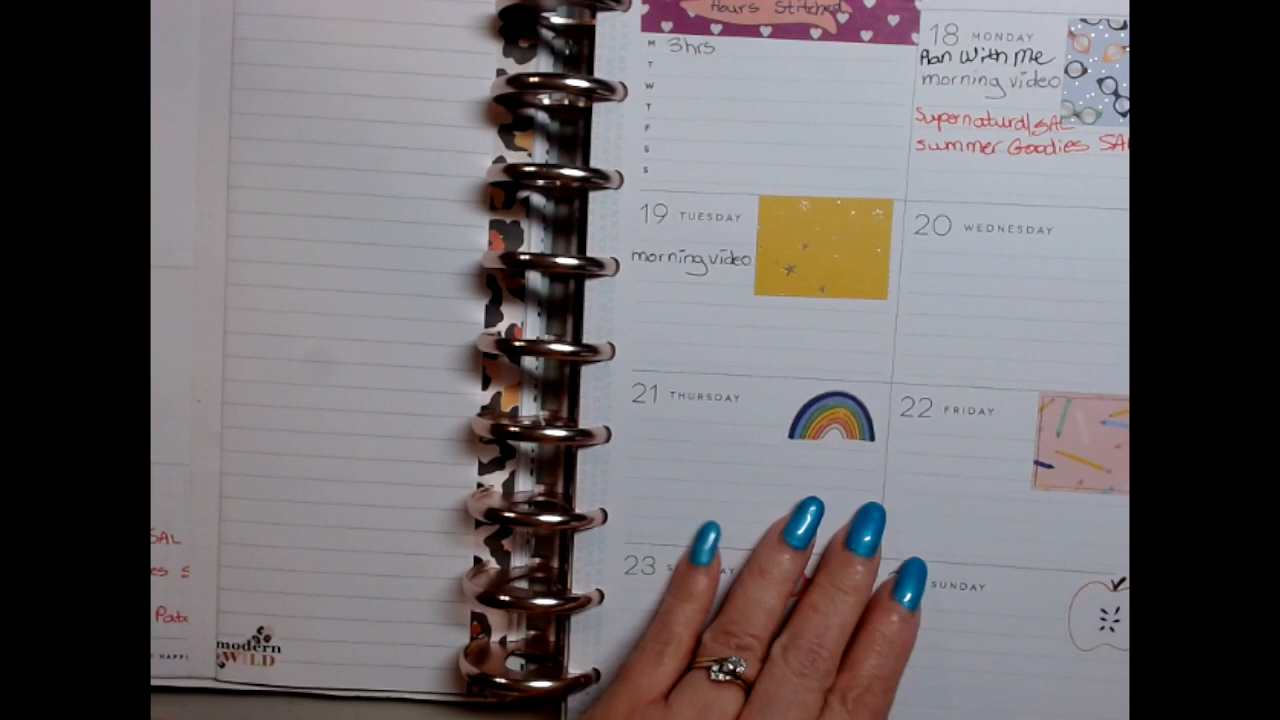 Hours Stitched
M 3hrs
T
W
T
F
S
S
18 MONDAY
Plan With Me
morning video
Supernatural SAL
summer Goodies SAL
19 TUESDAY
morning video
20 WEDNESDAY
21 THURSDAY
22 FRIDAY
23
SUNDAY
SAL
Pate
modern
WILD